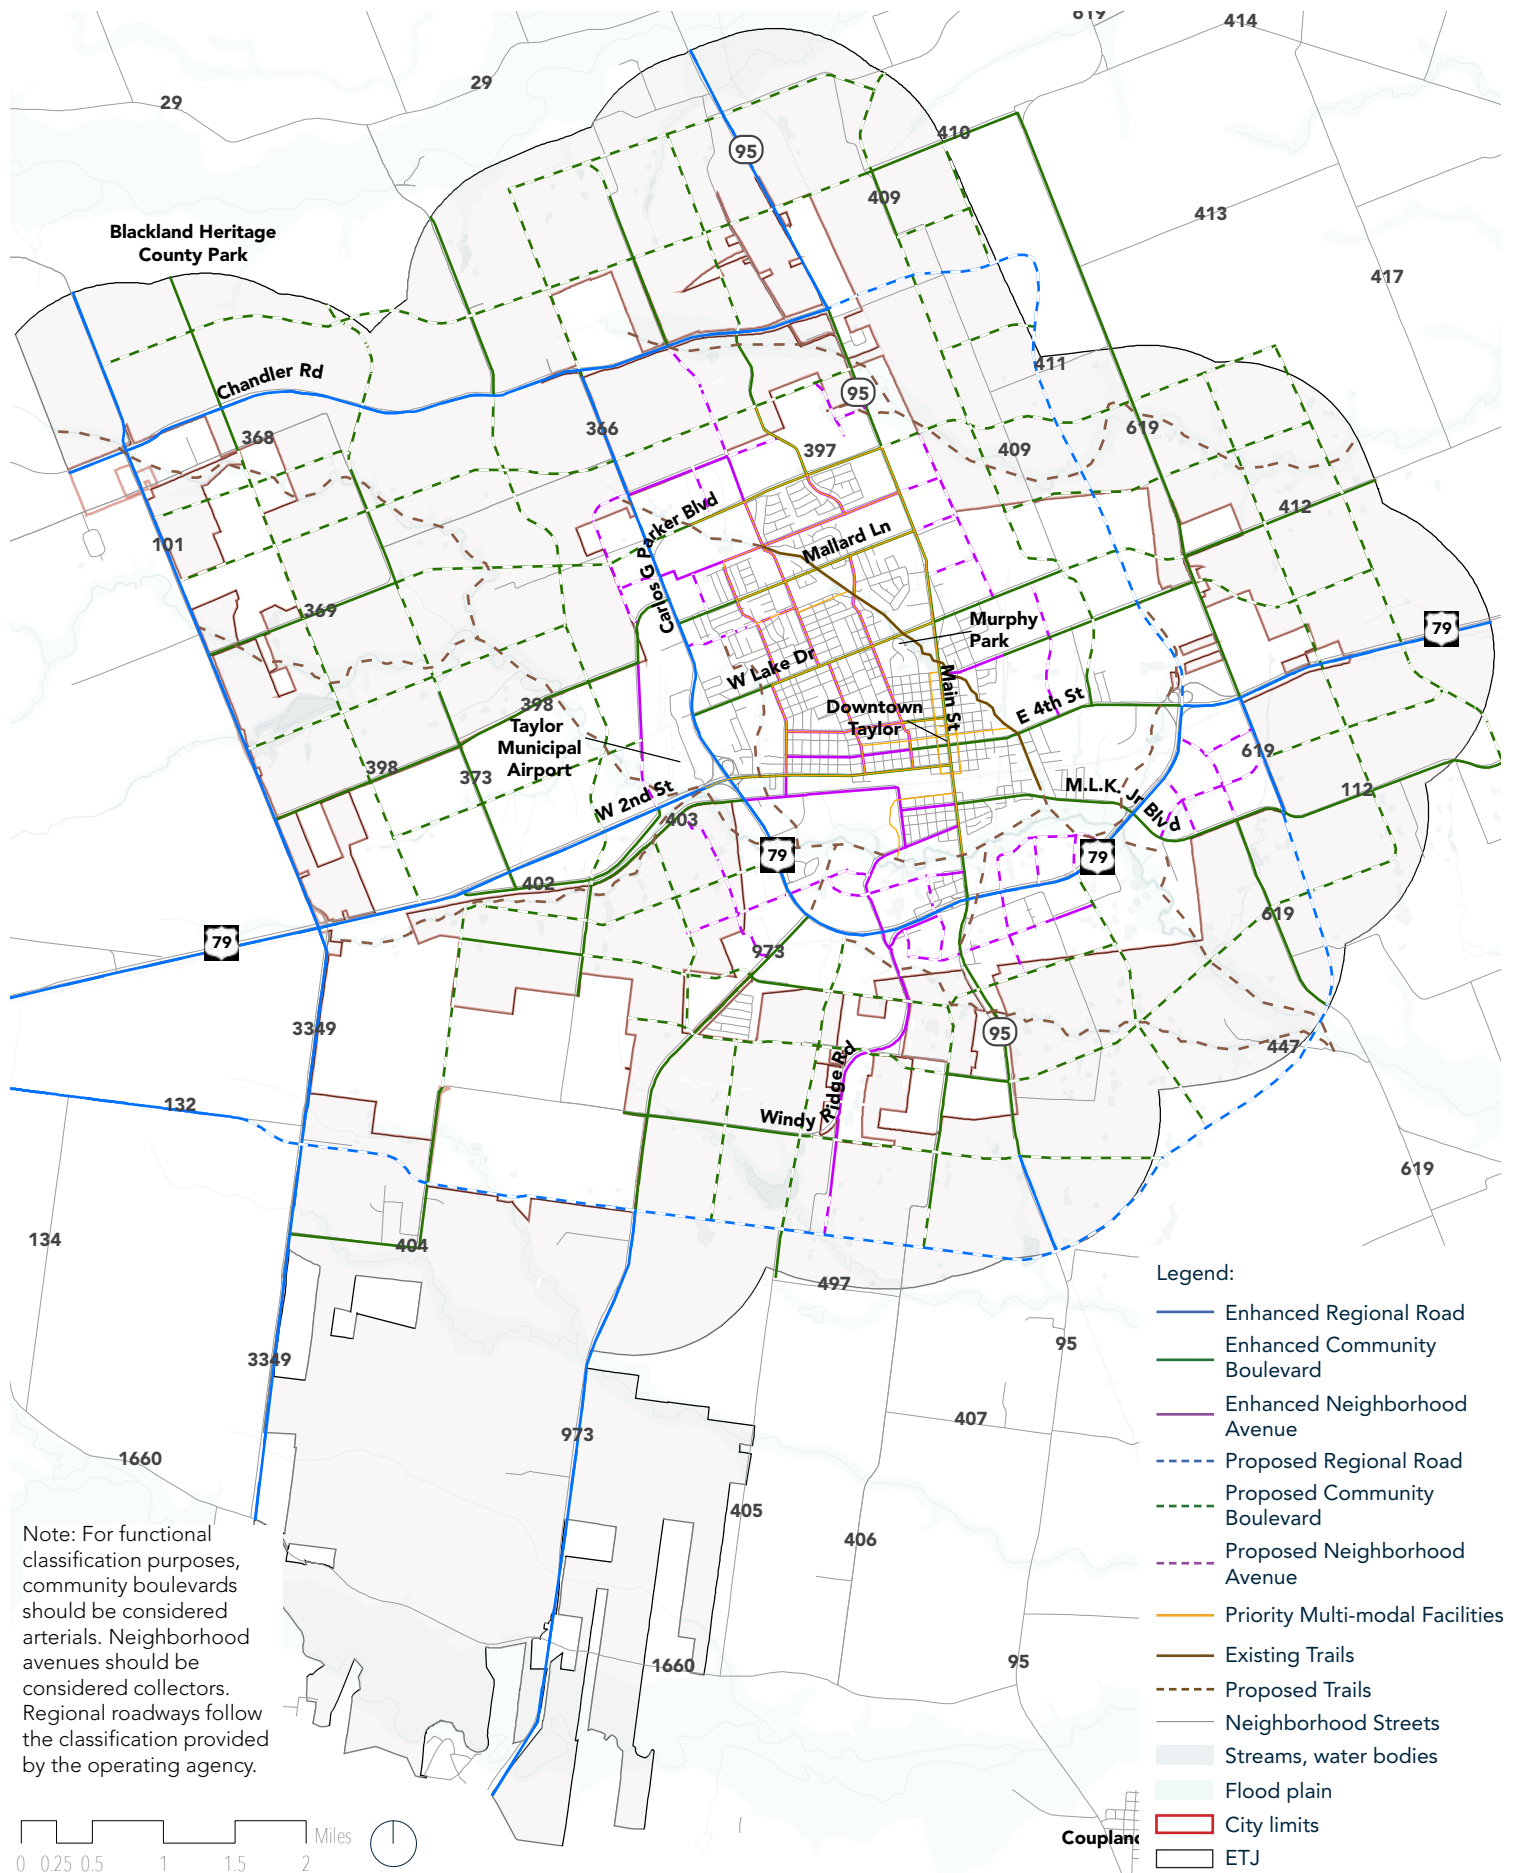 619
414
29
29
95
410
409
413
Blackland Heritage
County Park
417
411
Chandler Rd
95
368
366
397
409
619
412
Carlos G Parker Blvd
Mallard Ln
101
369
Murphy
Park
79
W Lake Dr
Main St
398
Taylor
Municipal
Airport
Downtown
Taylor
E 4th St
619
398
373
W 2nd St
M.L.K. Jr Blvd
112
403
79
79
402
619
79
973
3349
95
447
Windy Ridge Rd
132
619
134
404
497
Legend:
Enhanced Regional Road
95
Enhanced Community
Boulevard
3349
Enhanced Neighborhood
Avenue
407
973
1660
Proposed Regional Road
Proposed Community
Boulevard
405
406
Proposed Neighborhood
Avenue
Note: For functional
classification purposes,
community boulevards
should be considered
arterials. Neighborhood
avenues should be
considered collectors.
Regional roadways follow
the classification provided
by the operating agency.
Priority Multi-modal Facilities
Existing Trails
1660
95
Proposed Trails
Neighborhood Streets
Streams, water bodies
Flood plain
City limits
ETJ
Miles
0 0.25 0.5 1 1.5 2
Coupland